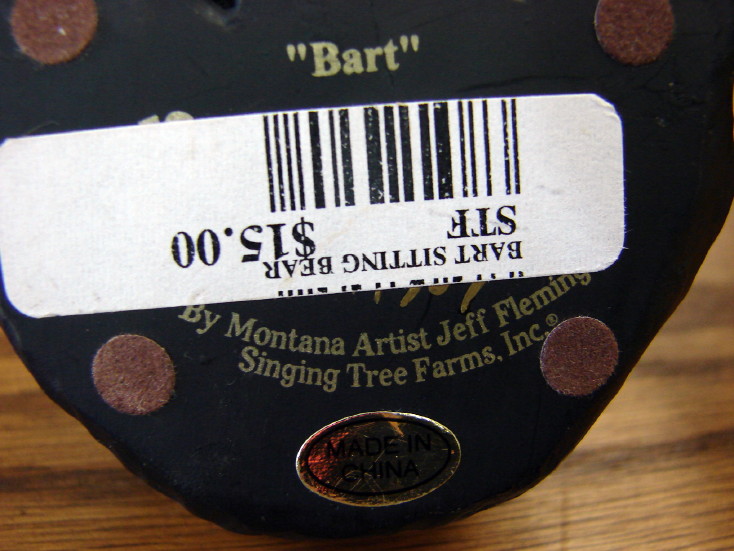 "Bart"
BART SITTING BEAR
STF
$15.00
By Montana Artist Jeff Fleming
Singing Tree Farms, Inc.®
MADE IN
CHINA